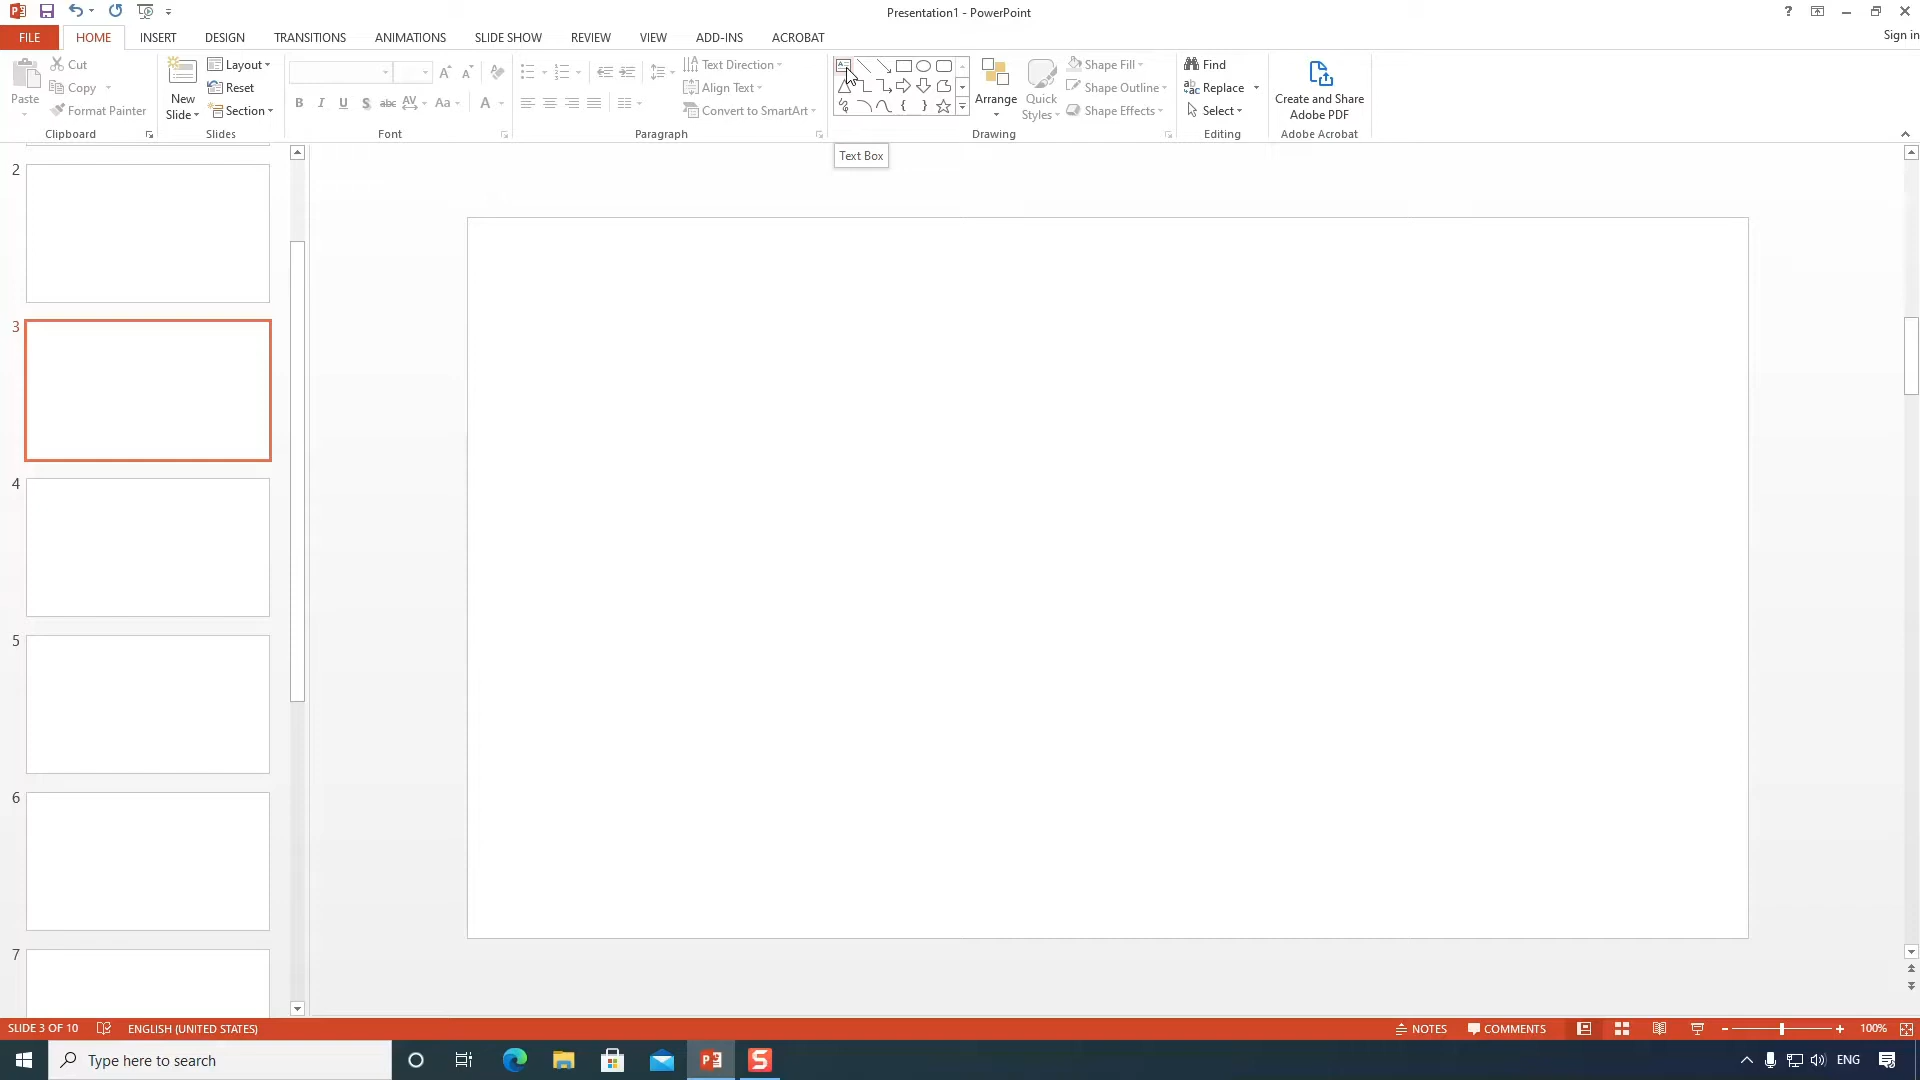 Presentation1 - PowerPoint
FILE HOME INSERT DESIGN TRANSITIONS ANIMATIONS SLIDE SHOW REVIEW VIEW ADD-INS ACROBAT Sign in
Paste
Cut
Copy
Format Painter
Clipboard
New
Slide
Layout
Reset
Section
Slides
Font
Text Direction
Align Text
Convert to SmartArt
Paragraph
Arrange
Quick
Styles
Shape Fill
Shape Outline
Shape Effects
Drawing
Find
Replace
Select
Editing
Create and Share
Adobe PDF
Adobe Acrobat
Text Box
2
3
4
5
6
7
SLIDE 3 OF 10 ENGLISH (UNITED STATES) NOTES COMMENTS 100%
Type here to search ENG